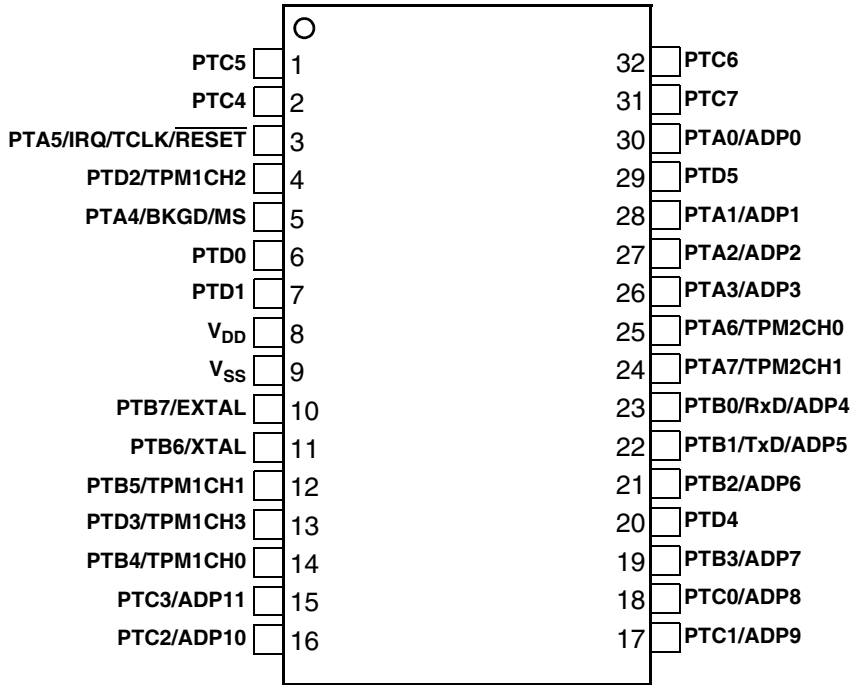 PTC5 1
PTC4 2
PTA5/IRQ/TCLK/RESET 3
PTD2/TPM1CH2 4
PTA4/BKGD/MS 5
PTD0 6
PTD1 7
VDD 8
VSS 9
PTB7/EXTAL 10
PTB6/XTAL 11
PTB5/TPM1CH1 12
PTD3/TPM1CH3 13
PTB4/TPM1CH0 14
PTC3/ADP11 15
PTC2/ADP10 16
32 PTC6
31 PTC7
30 PTA0/ADP0
29 PTD5
28 PTA1/ADP1
27 PTA2/ADP2
26 PTA3/ADP3
25 PTA6/TPM2CH0
24 PTA7/TPM2CH1
23 PTB0/RxD/ADP4
22 PTB1/TxD/ADP5
21 PTB2/ADP6
20 PTD4
19 PTB3/ADP7
18 PTC0/ADP8
17 PTC1/ADP9